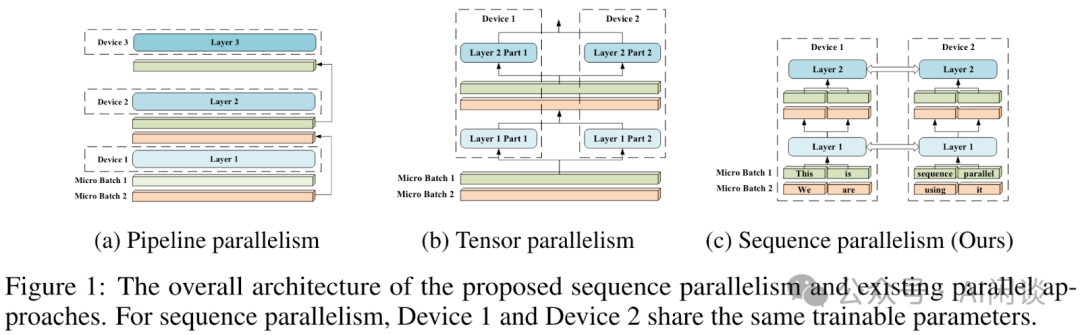 Device 3
Layer 3
Device 2
Layer 2
Device 1
Layer 1
Micro Batch 1
Micro Batch 2
(a) Pipeline parallelism
Device 1
Device 2
Layer 2 Part 1
Layer 2 Part 2
Layer 1 Part 1
Layer 1 Part 2
Micro Batch 1
Micro Batch 2
(b) Tensor parallelism
Device 1
Device 2
Layer 2
Layer 2
Layer 1
Layer 1
Micro Batch 1 This is sequence parallel
Micro Batch 2 We are using it
(c) Sequence parallelism (Ours)
Figure 1: The overall architecture of the proposed sequence parallelism and existing parallel ap-
proaches. For sequence parallelism, Device 1 and Device 2 share the same trainable parameters.
公众号 · AI闲谈